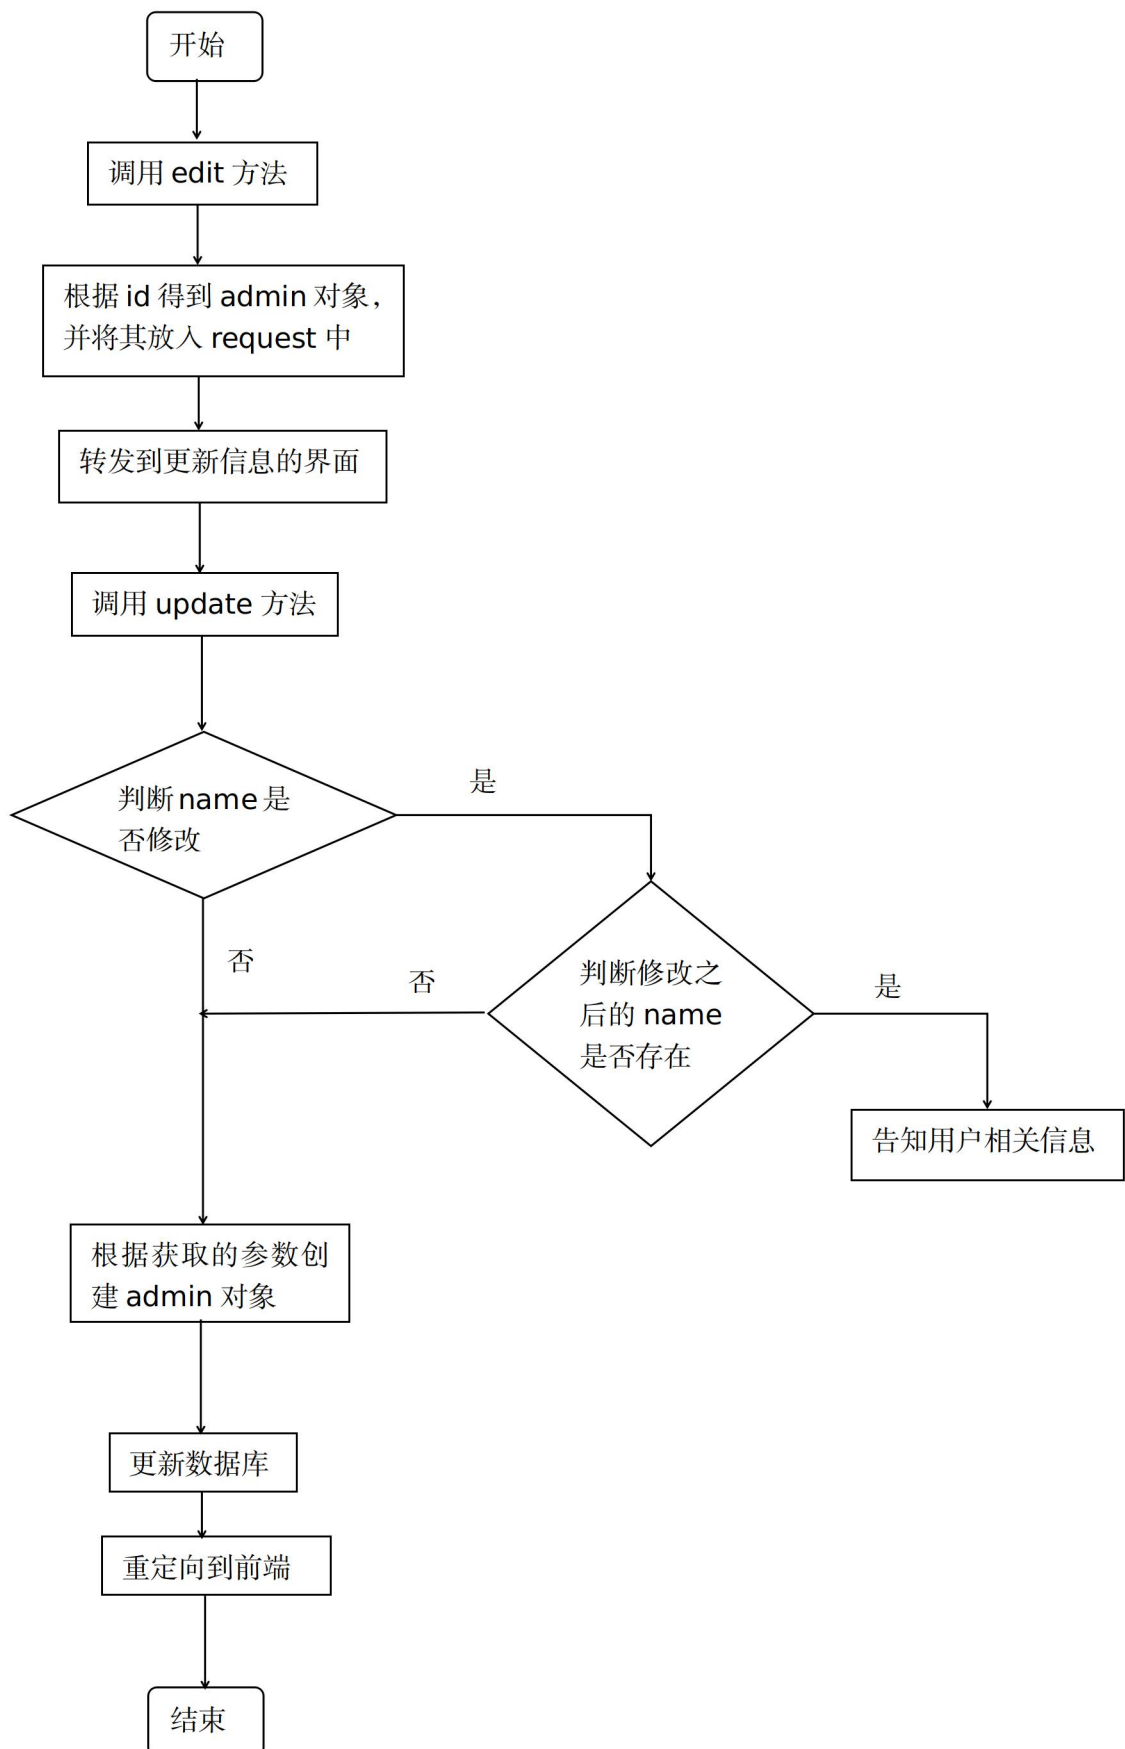 开始
调用 edit 方法
根据 id 得到 admin 对象，
并将其放入 request 中
转发到更新信息的界面
调用 update 方法
判断 name 是
否修改
是
否
否
判断修改之
后的 name
是否存在
是
告知用户相关信息
根据获取的参数创
建 admin 对象
更新数据库
重定向到前端
结束